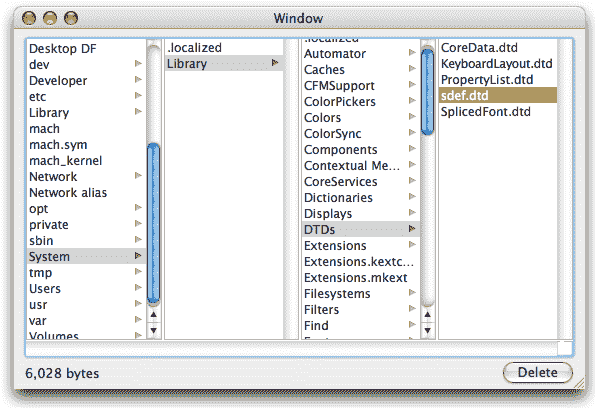 Window
Desktop DF
dev
Developer
etc
Library
mach
mach.sym
mach_kernel
Network
Network alias
opt
private
sbin
System
tmp
Users
usr
var
Volumes
.localized
Library
.localized
Automator
Caches
CFMSupport
ColorPickers
Colors
ColorSync
Components
Contextual Me...
CoreServices
Dictionaries
Displays
DTDs
Extensions
Extensions.kextc...
Extensions.mkext
Filesystems
Filters
Find
CoreData.dtd
KeyboardLayout.dtd
PropertyList.dtd
sdef.dtd
SplicedFont.dtd
6,028 bytes
Delete